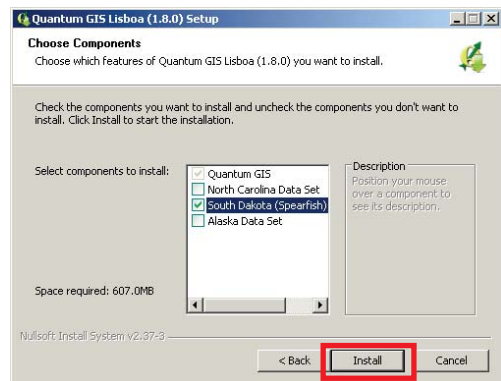 Quantum GIS Lisboa (1.8.0) Setup
Choose Components
Choose which features of Quantum GIS Lisboa (1.8.0) you want to install.
Check the components you want to install and uncheck the components you don't want to
install. Click Install to start the installation.
Select components to install:
Quantum GIS
North Carolina Data Set
South Dakota (Spearfish)
Alaska Data Set
Description
Position your mouse
over a component to
see its description.
Space required: 607.0MB
Nullsoft Install System v2.37-3
< Back
Install
Cancel